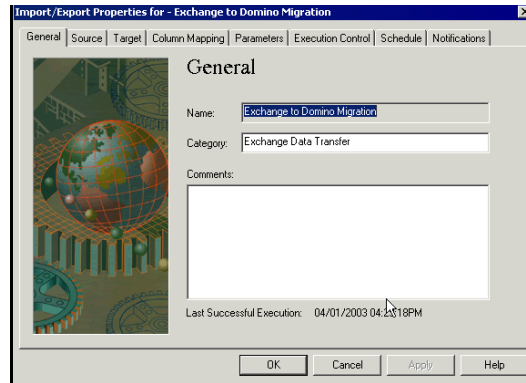 Import/Export Properties for - Exchange to Domino Migration
General Source Target Column Mapping Parameters Execution Control Schedule Notifications
General
Name: Exchange to Domino Migration
Category: Exchange Data Transfer
Comments:
Last Successful Execution: 04/01/2003
OK Cancel Apply Help